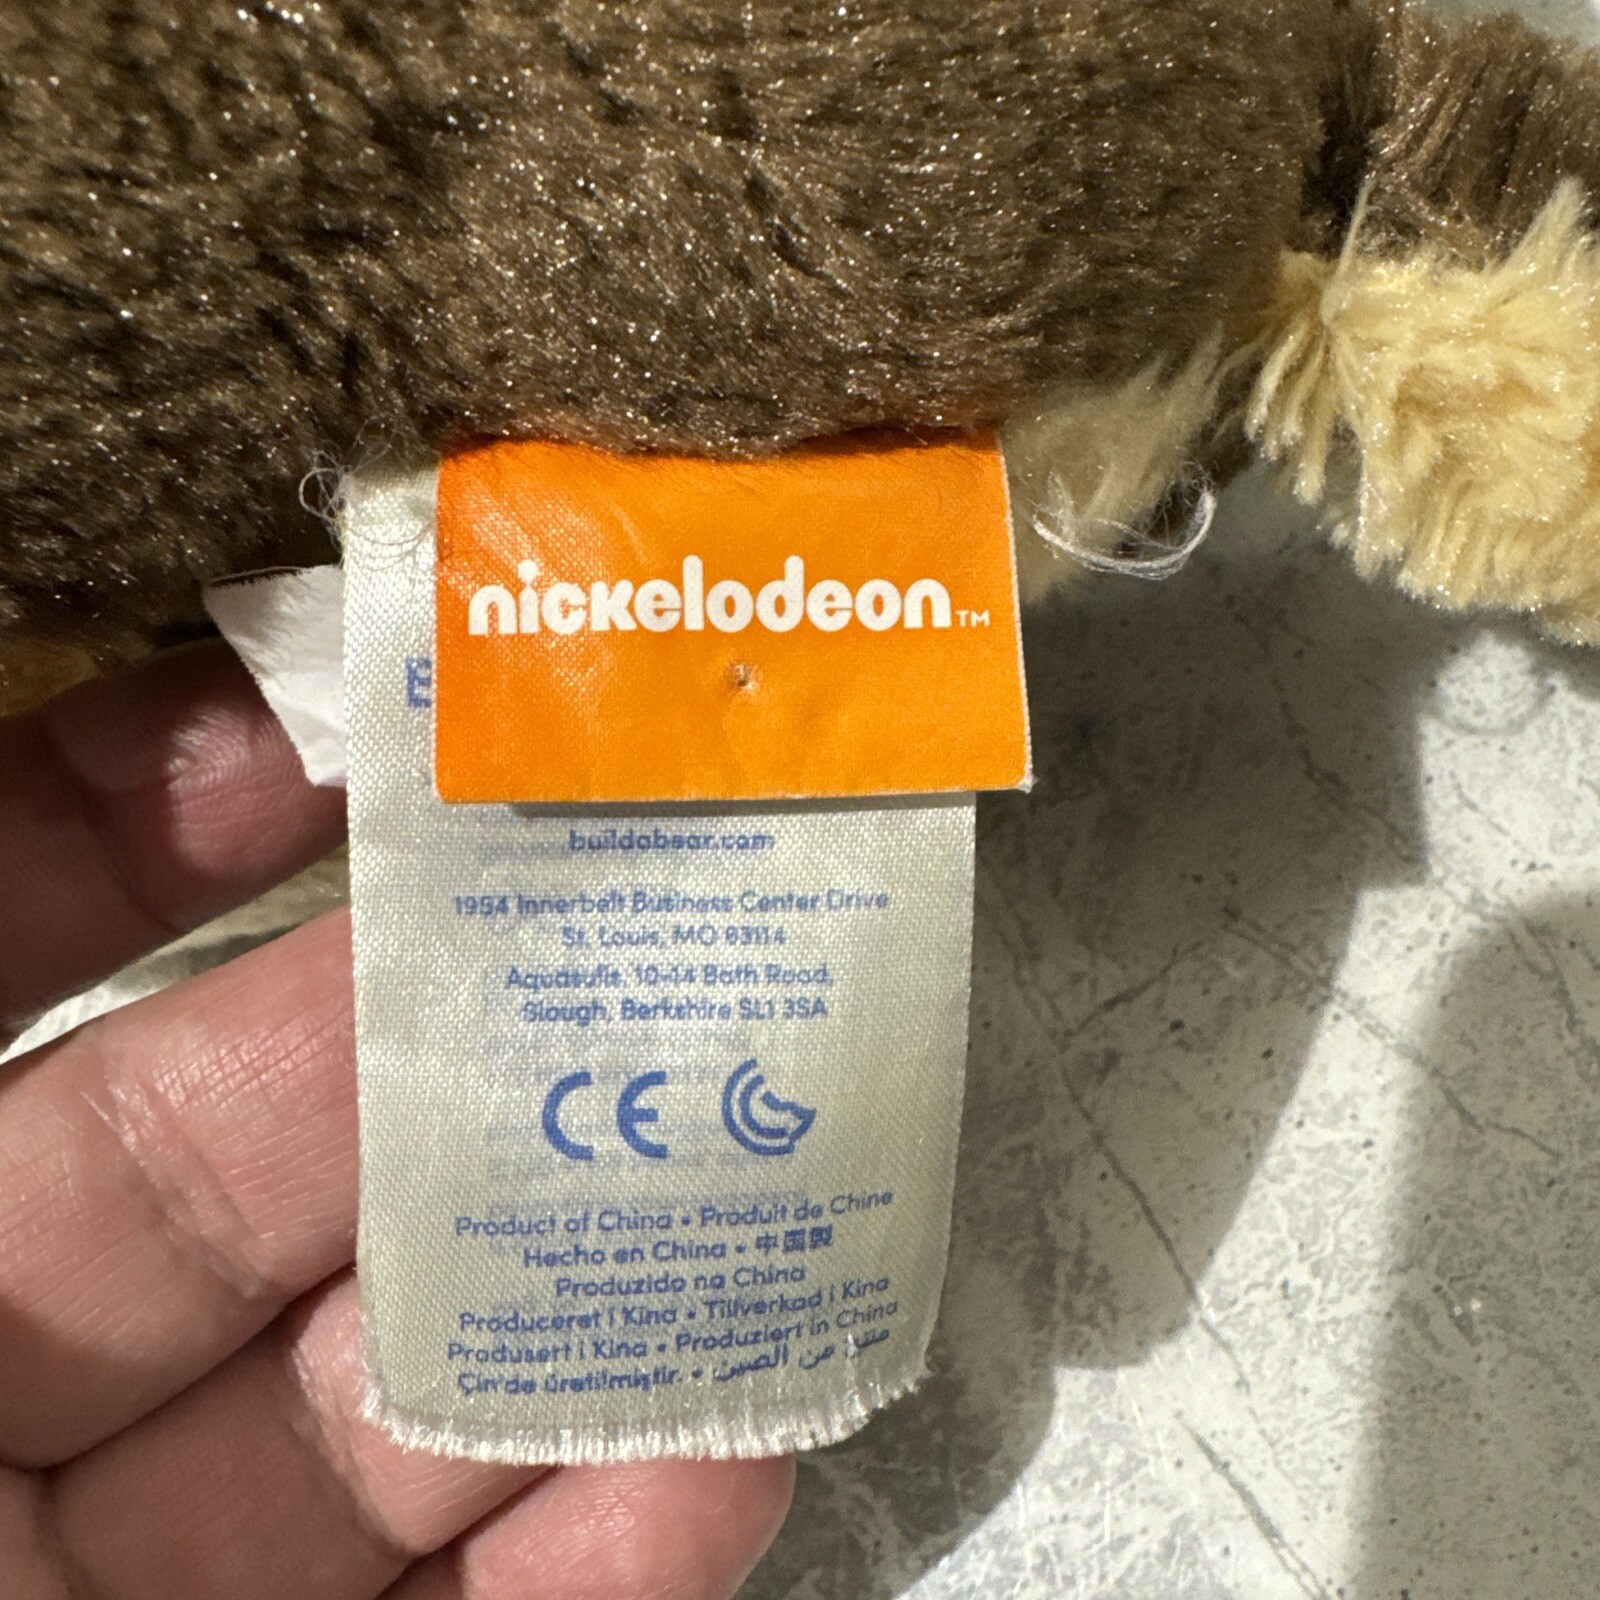 nickelodeon™
B
buildabear.com
1954 Innerbelt Business Center Drive
St. Louis, MO 63114
Aquasulis, 10-14 Bath Road,
Slough, Berkshire SL1 3SA
CE
Product of China • Produit de Chine
Hecho en China • 中国製
Produzido na China
Produceret i Kina • Tillverkad i Kina
Produsert i Kina • Produziert in China
Çin'de üretilmiştir. • منتج من الصين